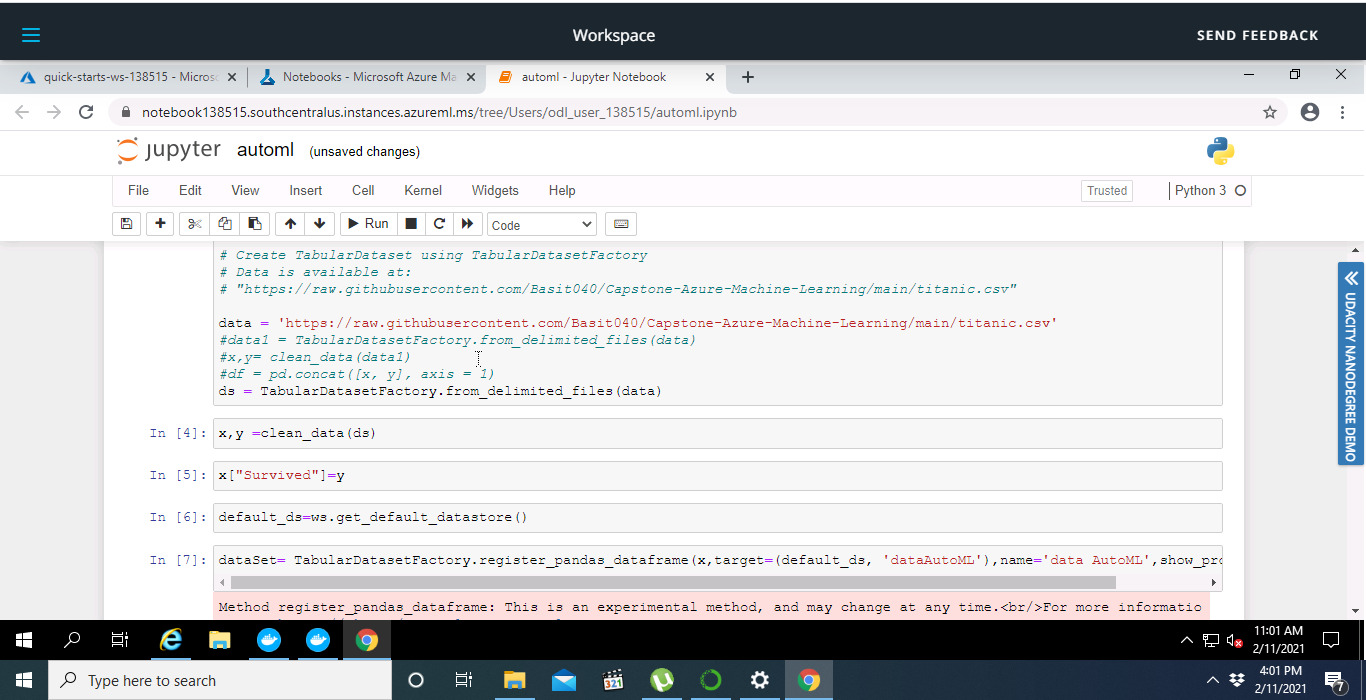 Workspace
SEND FEEDBACK
quick-starts-ws-138515 - Micros
Notebooks - Microsoft Azure Ma
automl - Jupyter Notebook
notebook138515.southcentralus.instances.azureml.ms/tree/Users/odl_user_138515/automl.ipynb
jupyter automl (unsaved changes)
File Edit View Insert Cell Kernel Widgets Help
Trusted
Python 3
Run
Code
# Create TabularDataset using TabularDatasetFactory
# Data is available at:
# "https://raw.githubusercontent.com/Basit040/Capstone-Azure-Machine-Learning/main/titanic.csv"
data = 'https://raw.githubusercontent.com/Basit040/Capstone-Azure-Machine-Learning/main/titanic.csv'
#data1 = TabularDatasetFactory.from_delimited_files(data)
#x,y= clean_data(data1)
#df = pd.concat([x, y], axis = 1)
ds = TabularDatasetFactory.from_delimited_files(data)
In [4]: x,y =clean_data(ds)
In [5]: x["Survived"]=y
In [6]: default_ds=ws.get_default_datastore()
In [7]: dataSet= TabularDatasetFactory.register_pandas_dataframe(x,target=(default_ds, 'dataAutoML'),name='data AutoML',show_pro
Method register_pandas_dataframe: This is an experimental method, and may change at any time.<br/>For more informatio
UDACITY NANODEGREE DEMO
11:01 AM
2/11/2021
Type here to search
321
4:01 PM
2/11/2021
7